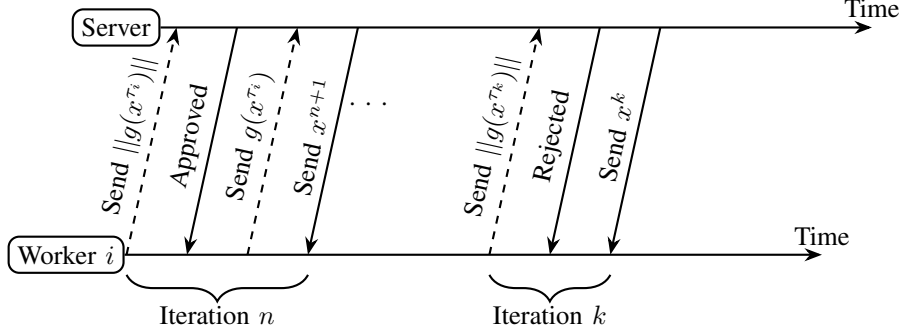 Server
Time
Send ||g(x^{τ_i})||
Approved
Send g(x^{τ_i})
Send x^{n+1}
. . .
Send ||g(x^{τ_k})||
Rejected
Send x^k
Worker i
Time
Iteration n
Iteration k